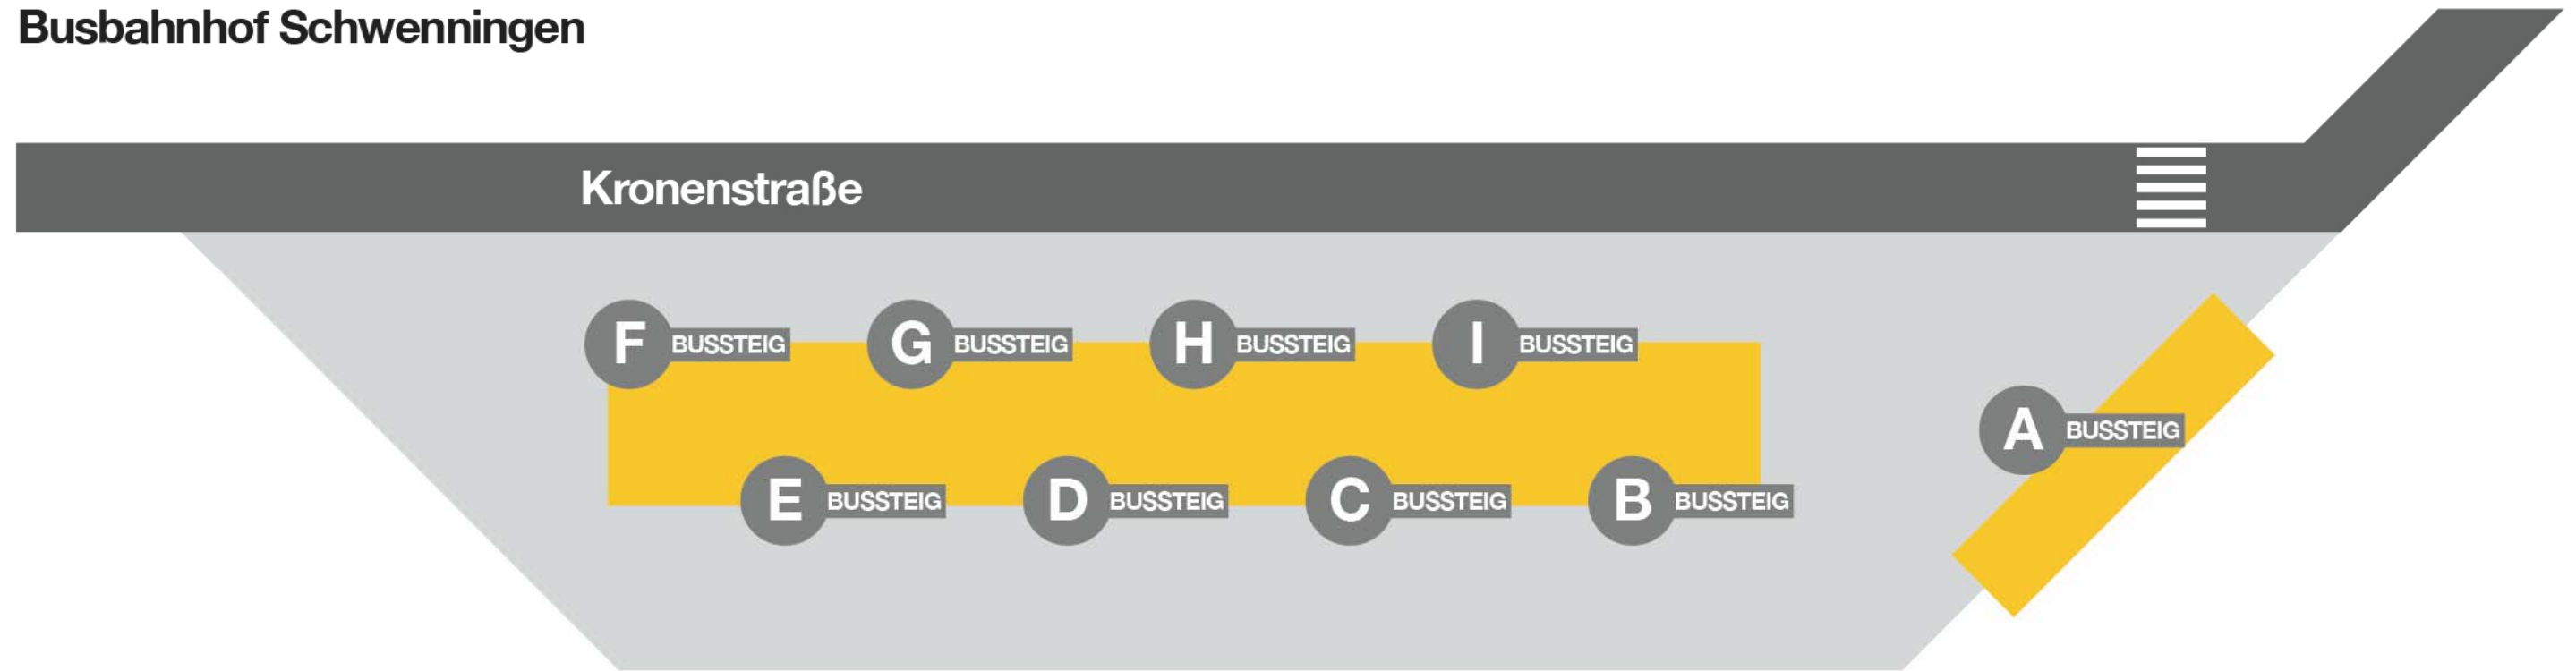 Busbahnhof Schwenningen
Kronenstraße
F BUSSTEIG G BUSSTEIG H BUSSTEIG I BUSSTEIG
A BUSSTEIG
E BUSSTEIG D BUSSTEIG C BUSSTEIG B BUSSTEIG